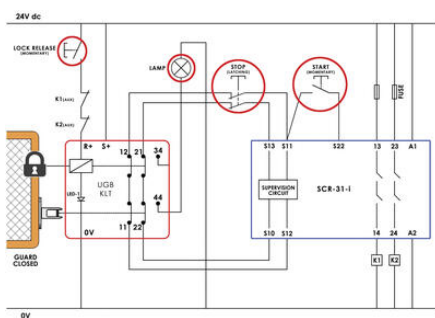 24V dc
LOCK RELEASE
(MOMENTARY)
LAMP
STOP
(LATCHING)
START
(MOMENTARY)
K1(AUX)
K2(AUX)
FUSE
R+ S+
12 21 34
S13 S11 S22 13 23 A1
LED-1
UGB
KLT
44
SUPERVISION
CIRCUIT
SCR-31-i
0V
11 22
S10 S12 14 24 A2
GUARD
CLOSED
K1 K2
0V